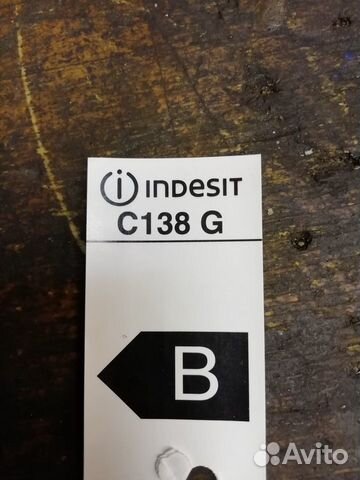 indesit
C138 G
B
Avito